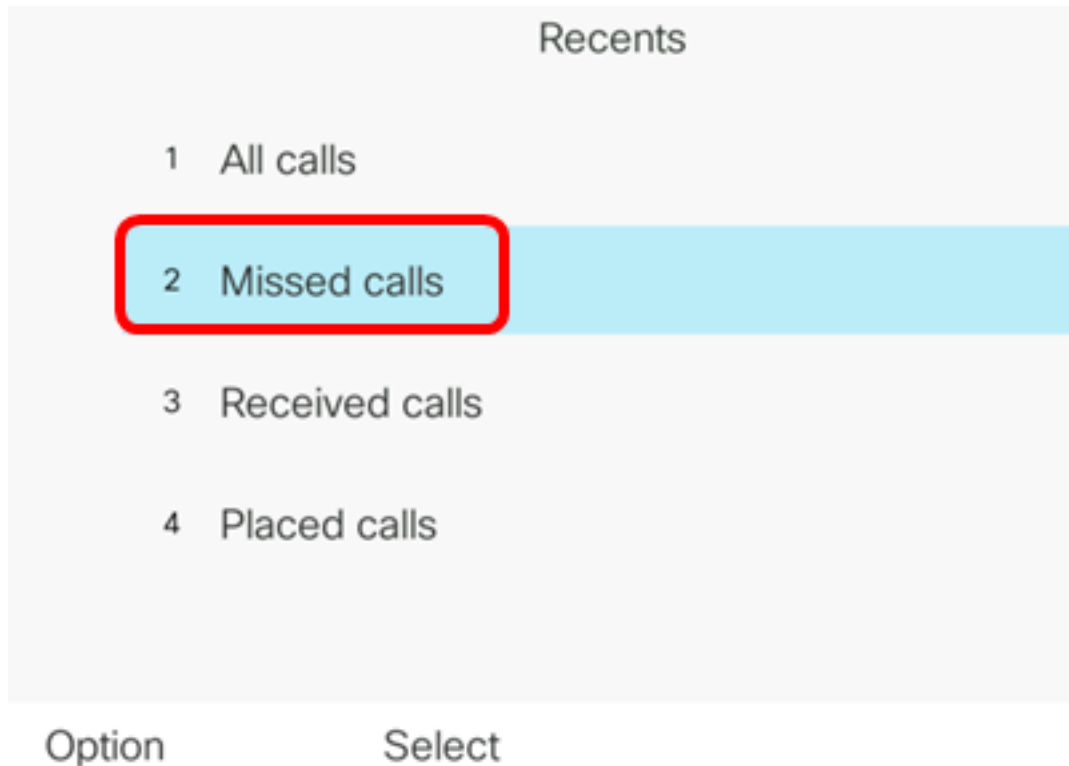 Recents
1 All calls
2 Missed calls
3 Received calls
4 Placed calls
Option Select